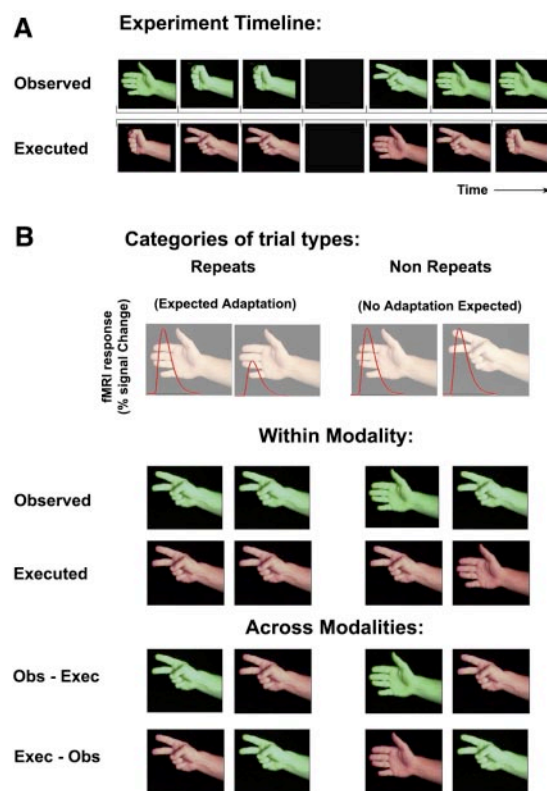 A
Experiment Timeline:
Observed
Executed
Time
B
Categories of trial types:
Repeats
Non Repeats
(Expected Adaptation)
(No Adaptation Expected)
fMRI response
(% signal Change)
Within Modality:
Observed
Executed
Across Modalities:
Obs - Exec
Exec - Obs